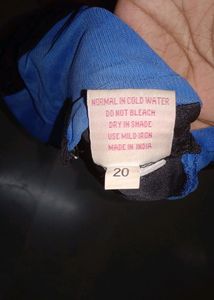 NORMAL IN COLD WATER
DO NOT BLEACH
DRY IN SHADE
USE MILD IRON
MADE IN INDIA
20